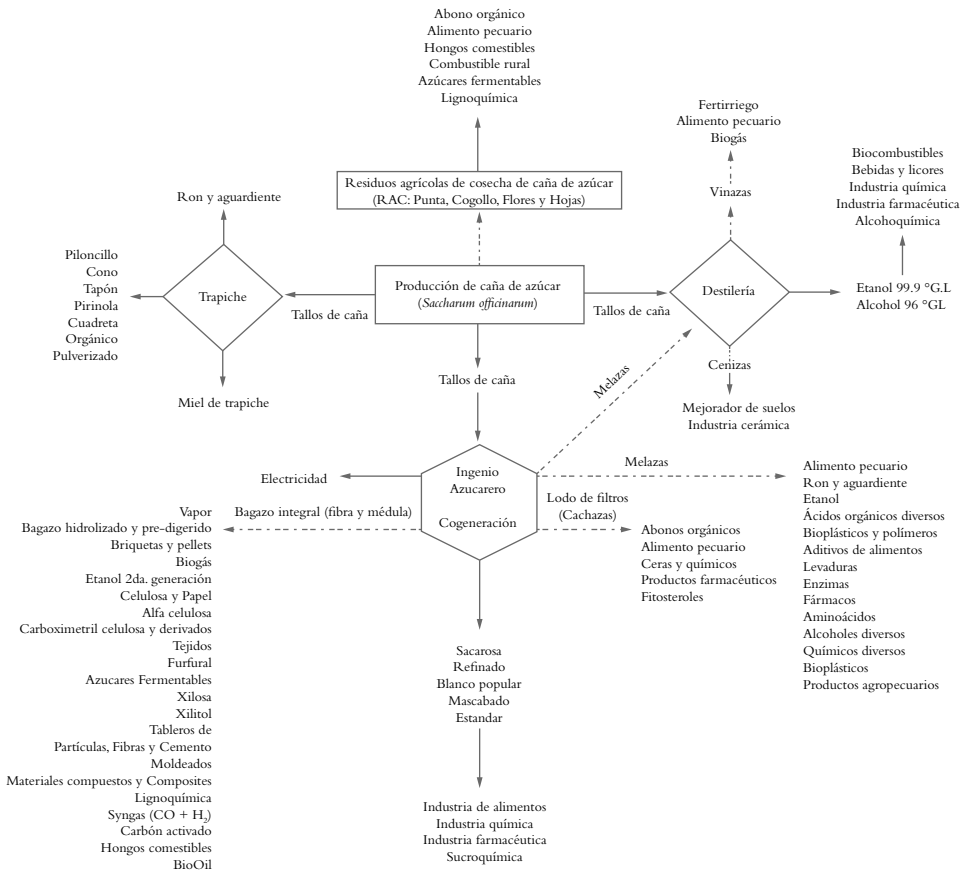 Abono orgánico
Alimento pecuario
Hongos comestibles
Combustible rural
Azúcares fermentables
Lignoquímica
Residuos agrícolas de cosecha de caña de azúcar
(RAC: Punta, Cogollo, Flores y Hojas)
Fertirriego
Alimento pecuario
Biogás
Vinazas
Biocombustibles
Bebidas y licores
Industria química
Industria farmacéutica
Alcoholquímica
Ron y aguardiente
Piloncillo
Cono
Tapón
Pirinola
Cuadreta
Orgánico
Pulverizado
Trapiche
Tallos de caña
Miel de trapiche
Producción de caña de azúcar
(Saccharum officinarum)
Tallos de caña
Destilería
Etanol 99.9 °G.L
Alcohol 96 °GL
Cenizas
Mejorador de suelos
Industria cerámica
Tallos de caña
Melazas
Ingenio
Azucarero
Cogeneración
Electricidad
Bagazo integral (fibra y médula)
Vapor
Bagazo hidrolizado y pre-digerido
Briquetas y pellets
Biogás
Etanol 2da. generación
Celulosa y Papel
Alfa celulosa
Carboximetril celulosa y derivados
Tejidos
Furfural
Azucares Fermentables
Xilosa
Xilitol
Tableros de
Partículas, Fibras y Cemento
Moldeados
Materiales compuestos y Composites
Lignoquímica
Syngas (CO + H₂)
Carbón activado
Hongos comestibles
BioOil
Melazas
Lodo de filtros
(Cachazas)
Abonos orgánicos
Alimento pecuario
Ceras y químicos
Productos farmacéuticos
Fitosteroles
Alimento pecuario
Ron y aguardiente
Etanol
Ácidos orgánicos diversos
Bioplásticos y polímeros
Aditivos de alimentos
Levaduras
Enzimas
Fármacos
Aminoácidos
Alcoholes diversos
Químicos diversos
Bioplásticos
Productos agropecuarios
Sacarosa
Refinado
Blanco popular
Mascabado
Estandar
Industria de alimentos
Industria química
Industria farmacéutica
Sucroquímica